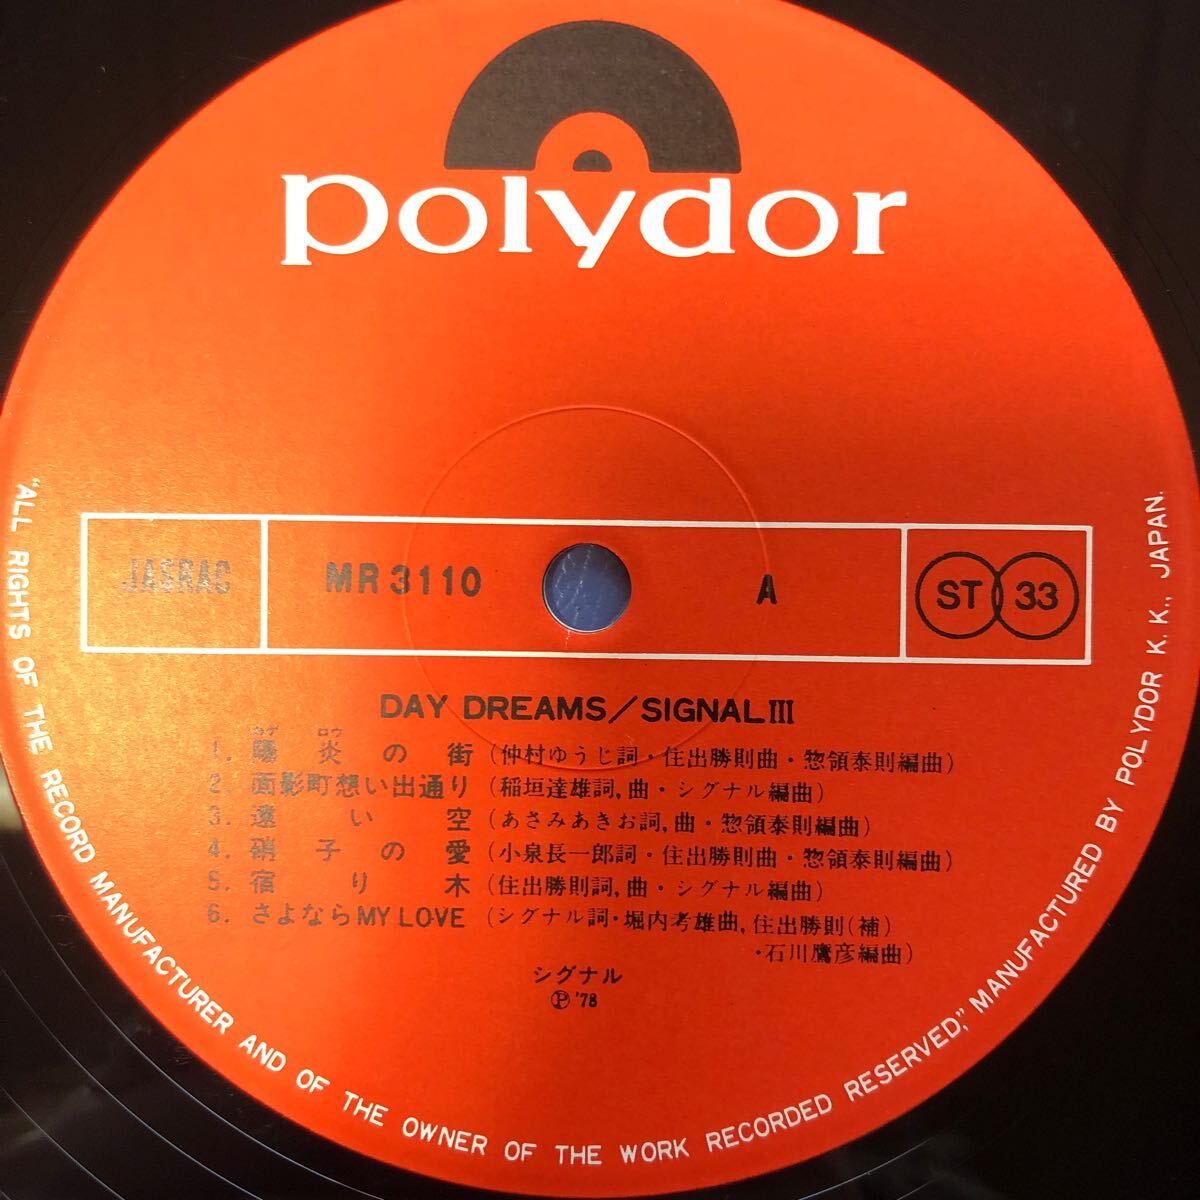 polydor
JASRAC MR 3110 A ST 33
DAY DREAMS/SIGNAL III
カゲ ロウ
1.陽炎の街 (仲村ゆうじ詞・住出勝則曲・惣領泰則編曲)
2. 面影町想い出通り (稲垣達雄詞,曲・シグナル編曲)
3. 遠い空 (あさみあきお詞,曲・惣領泰則編曲)
4. 硝子の愛 (小泉長一郎詞・住出勝則曲・惣領泰則編曲)
5. 宿り木 (住出勝則詞,曲・シグナル編曲)
6. さよならMY LOVE (シグナル詞・堀内考雄曲,住出勝則(補)
・石川鷹彦編曲)
シグナル
Ⓟ '78
"ALL RIGHTS OF THE RECORD MANUFACTURER AND OF THE OWNER OF THE WORK RECORDED RESERVED," MANUFACTURED BY POLYDOR K. K., JAPAN.